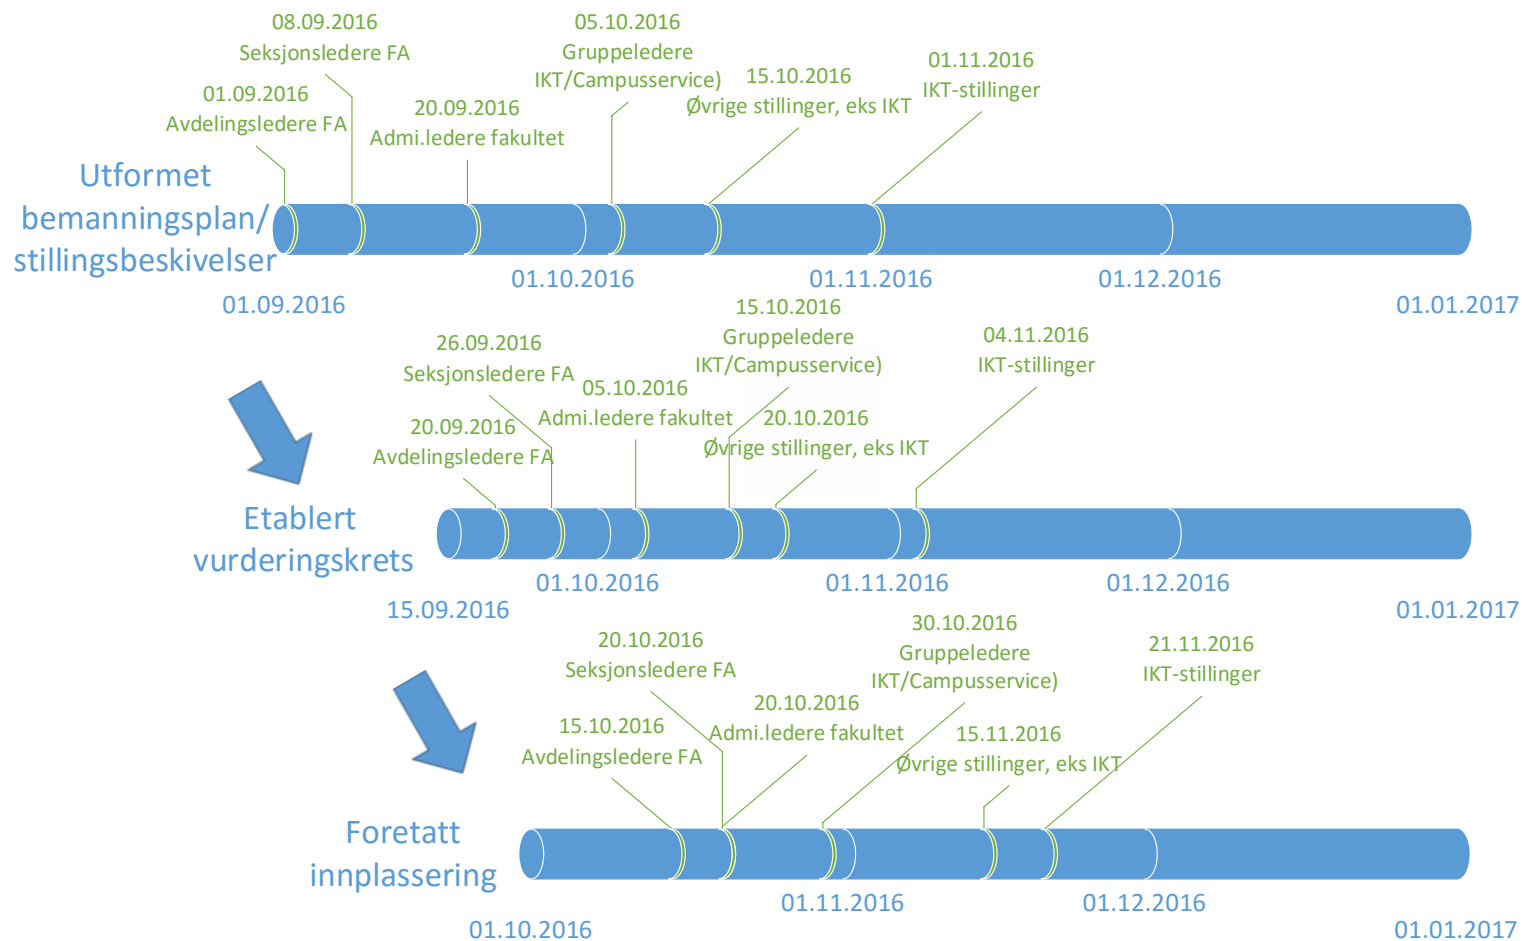 08.09.2016
Seksjonsledere FA
01.09.2016
Avdelingsledere FA
20.09.2016
Admi.ledere fakultet
05.10.2016
Gruppeledere
IKT/Campusservice)
15.10.2016
Øvrige stillinger, eks IKT
01.11.2016
IKT-stillinger
Utformet
bemanningsplan/
stillingsbeskivelser
01.09.2016
01.10.2016
01.11.2016
01.12.2016
01.01.2017
26.09.2016
Seksjonsledere FA
20.09.2016
Avdelingsledere FA
05.10.2016
Admi.ledere fakultet
15.10.2016
Gruppeledere
IKT/Campusservice)
20.10.2016
Øvrige stillinger, eks IKT
04.11.2016
IKT-stillinger
Etablert
vurderingskrets
15.09.2016
01.10.2016
01.11.2016
01.12.2016
01.01.2017
20.10.2016
Seksjonsledere FA
15.10.2016
Avdelingsledere FA
20.10.2016
Admi.ledere fakultet
30.10.2016
Gruppeledere
IKT/Campusservice)
15.11.2016
Øvrige stillinger, eks IKT
21.11.2016
IKT-stillinger
Foretatt
innplassering
01.10.2016
01.11.2016
01.12.2016
01.01.2017